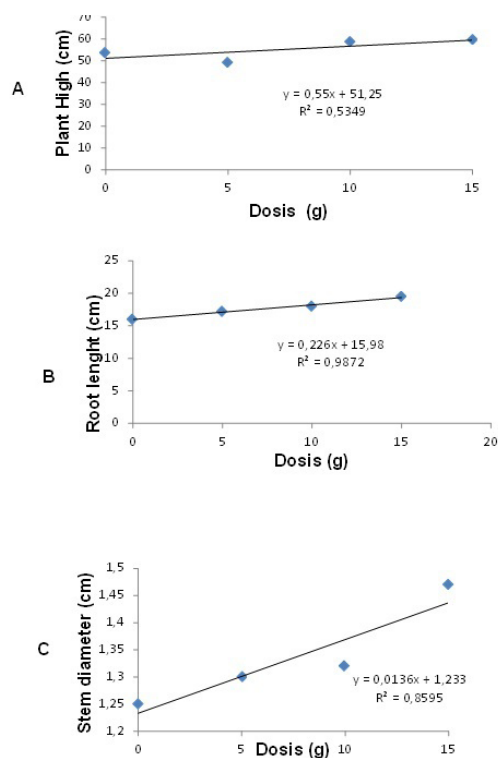 A
Plant High (cm)
70
60
50
40
30
20
10
0
y = 0,55x + 51,25
R² = 0,5349
0 5 10 15
Dosis (g)
B
Root lenght (cm)
25
20
15
10
5
0
y = 0,226x + 15,98
R² = 0,9872
0 5 10 15 20
Dosis (g)
C
Stem diameter (cm)
1,5
1,45
1,4
1,35
1,3
1,25
1,2
y = 0,0136x + 1,233
R² = 0,8595
0 5 10 15
Dosis (g)